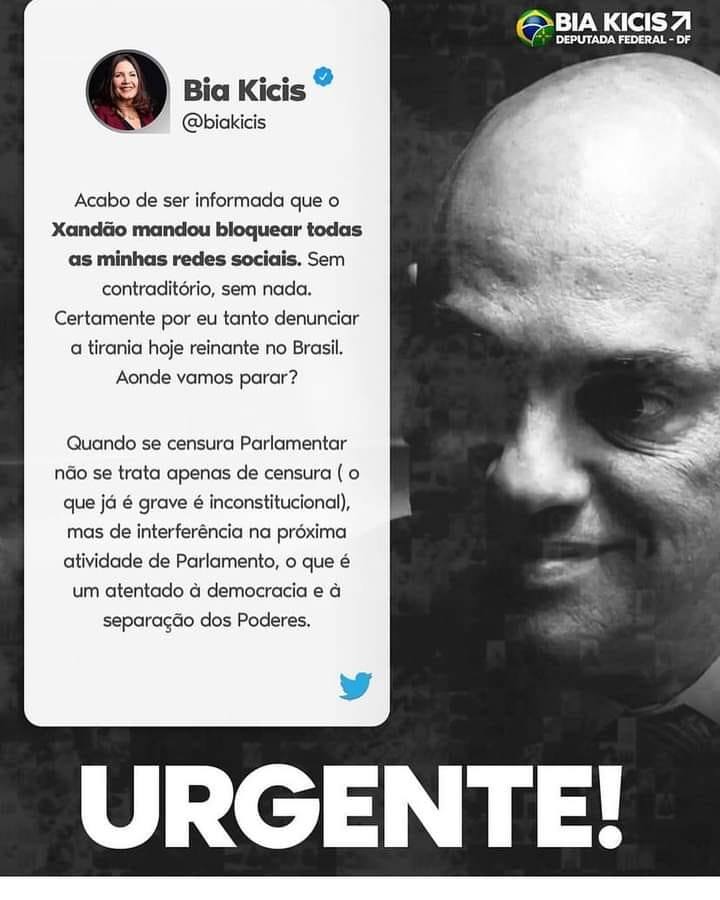 BIA KICIS
DEPUTADA FEDERAL - DF
Bia Kicis
@biakicis
Acabo de ser informada que o
Xandão mandou bloquear todas
as minhas redes sociais. Sem
contraditório, sem nada.
Certamente por eu tanto denunciar
a tirania hoje reinante no Brasil.
Aonde vamos parar?
Quando se censura Parlamentar
não se trata apenas de censura ( o
que já é grave é inconstitucional),
mas de interferência na próxima
atividade de Parlamento, o que é
um atentado à democracia e à
separação dos Poderes.
URGENTE!